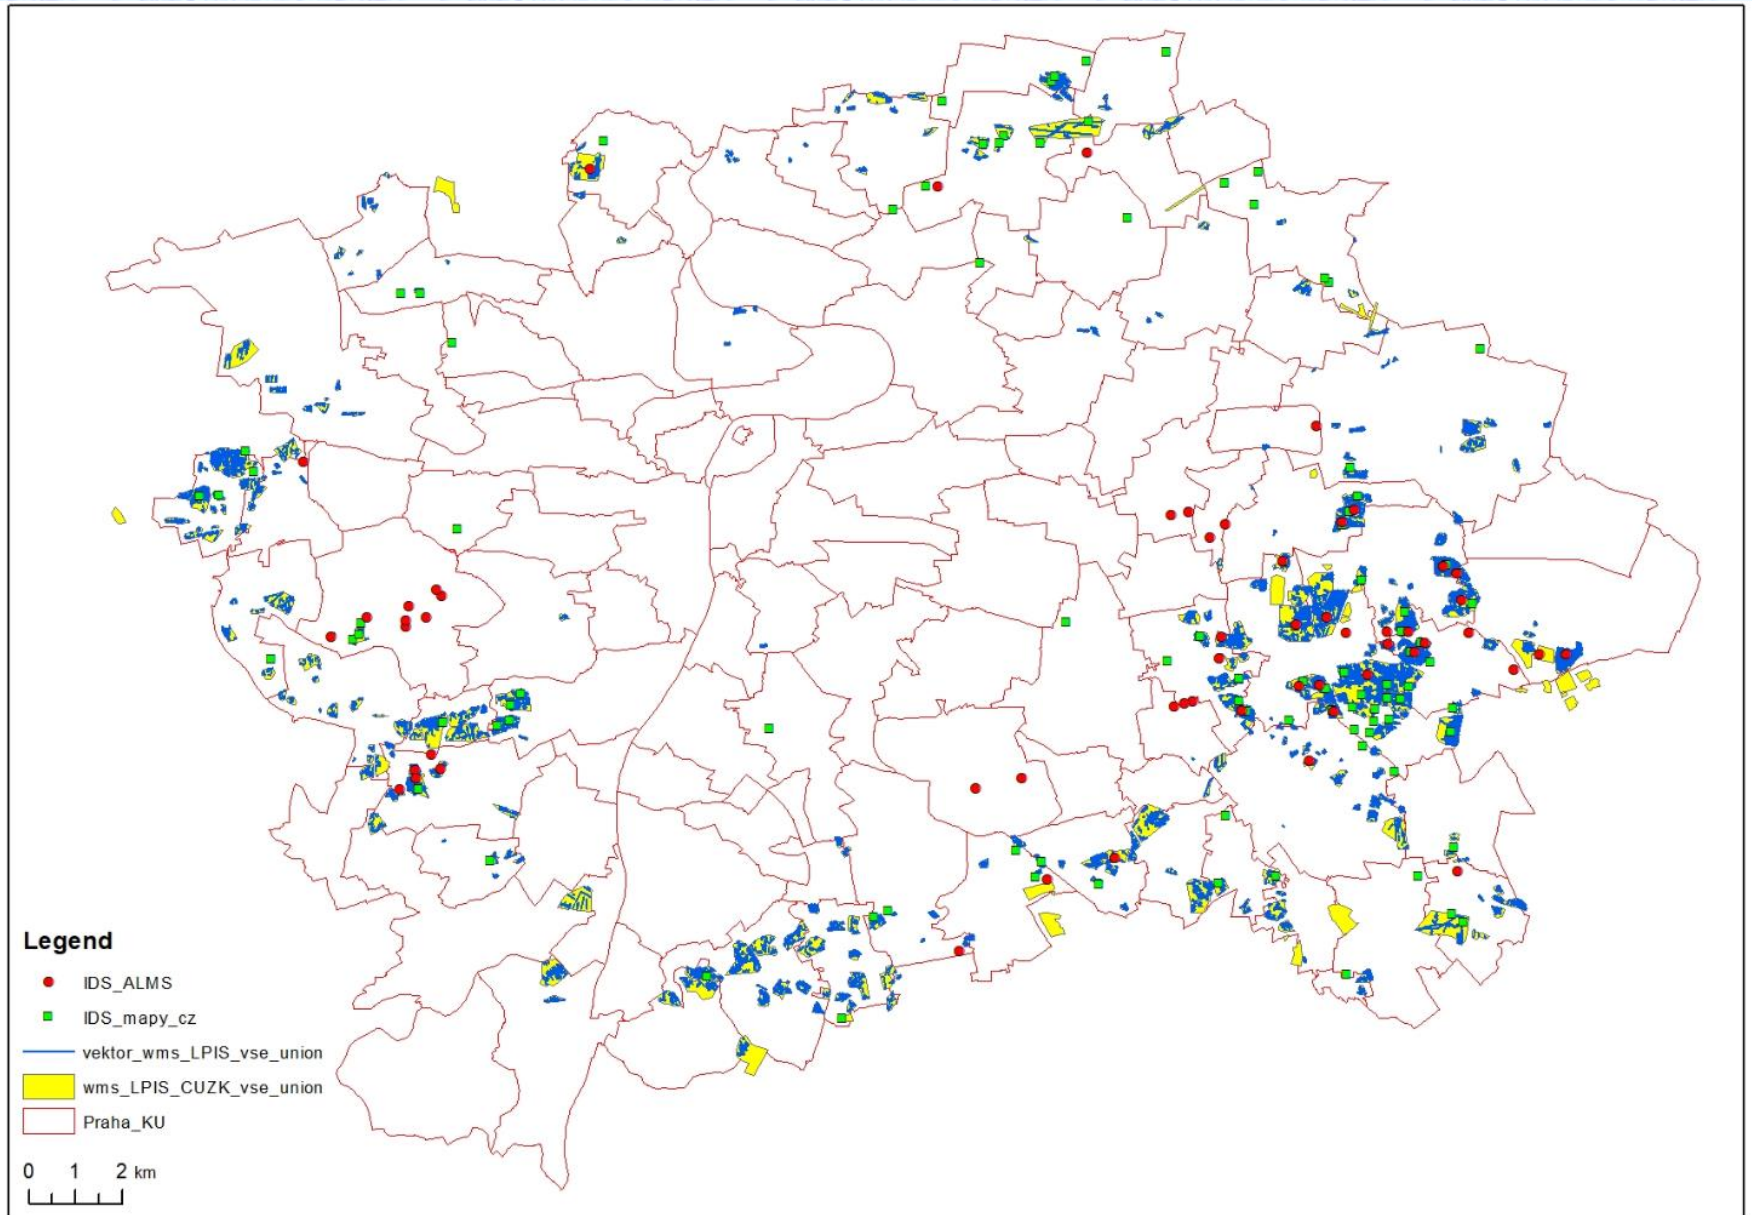 Legend
IDS_ALMS
IDS_mapy_cz
vektor_wms_LPIS_vse_union
wms_LPIS_CUZK_vse_union
Praha_KU
0 1 2 km